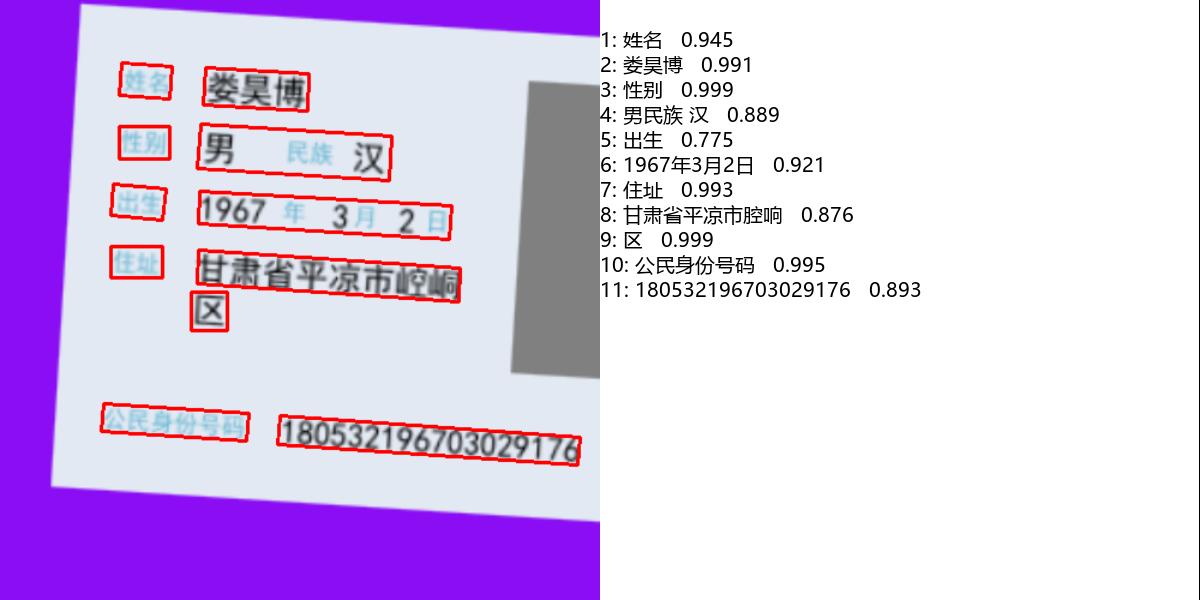 姓名 娄昊博
性别 男 民族 汉
出生 1967 年 3 月 2 日
住址 甘肃省平凉市崆峒
区
公民身份号码 180532196703029176
1: 姓名 0.945
2: 娄昊博 0.991
3: 性别 0.999
4: 男民族 汉 0.889
5: 出生 0.775
6: 1967年3月2日 0.921
7: 住址 0.993
8: 甘肃省平凉市腔响 0.876
9: 区 0.999
10: 公民身份号码 0.995
11: 180532196703029176 0.893